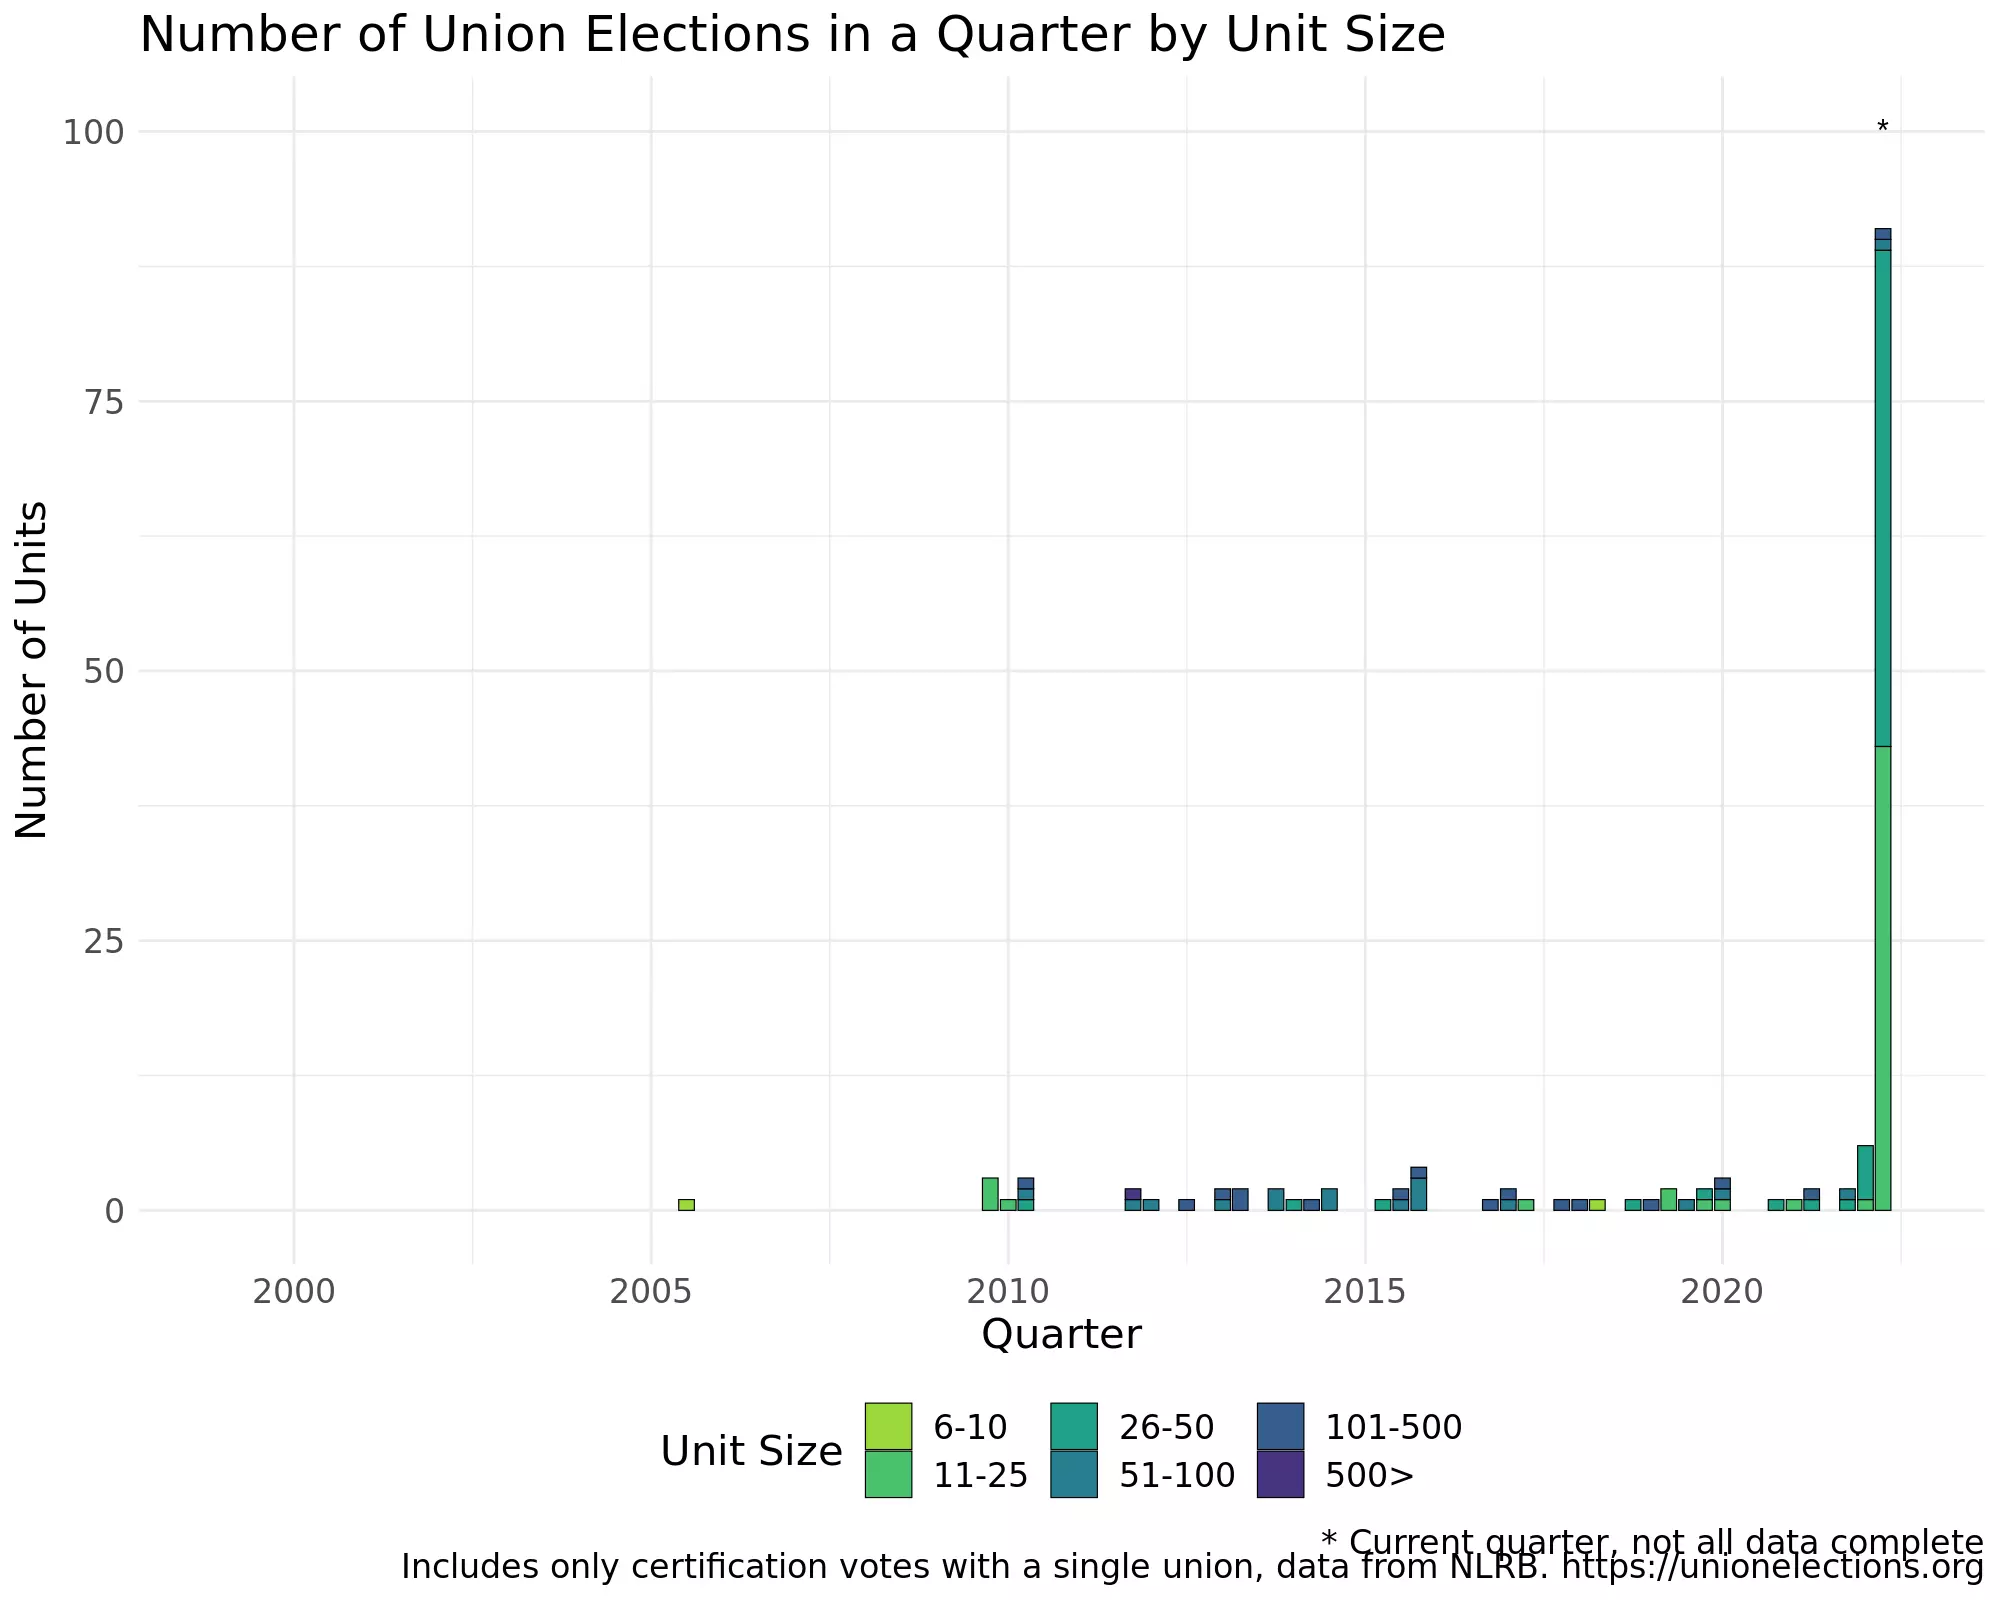 Number of Union Elections in a Quarter by Unit Size
*
100
75
50
25
0
Number of Units
2000 2005 2010 2015 2020
Quarter
Unit Size
6-10 26-50 101-500
11-25 51-100 500>
* Current quarter, not all data complete
Includes only certification votes with a single union, data from NLRB. https://unionelections.org